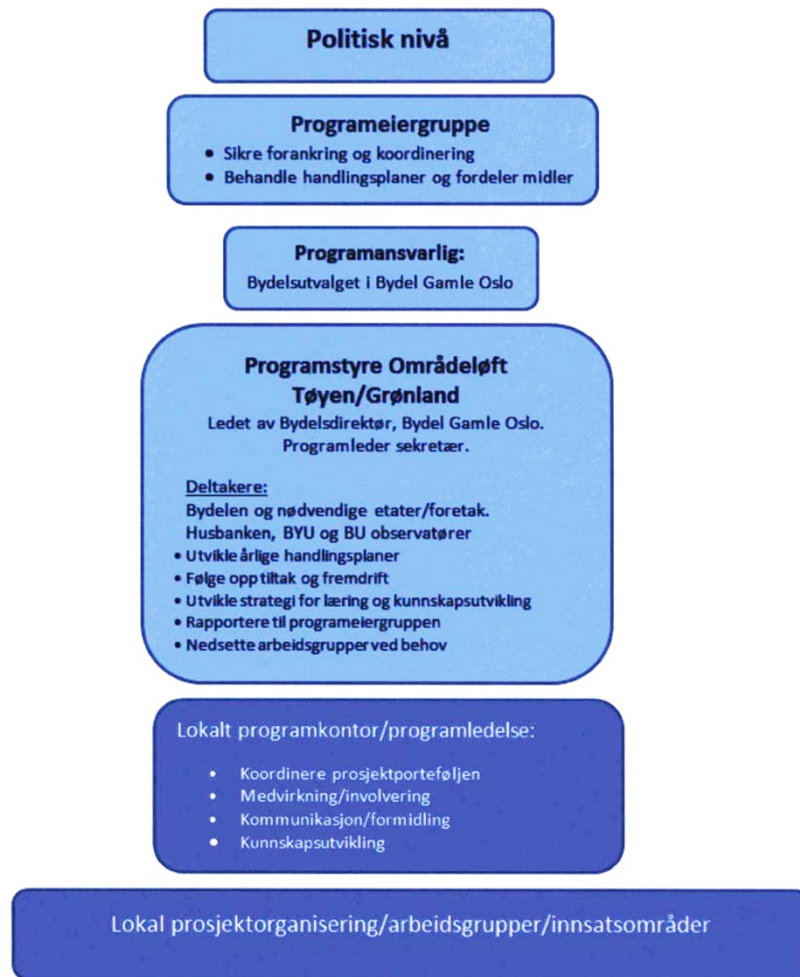 Politisk nivå
Programeiergruppe
• Sikre forankring og koordinering
• Behandle handlingsplaner og fordeler midler
Programansvarlig:
Bydelsutvalget i Bydel Gamle Oslo
Programstyre Områdeløft
Tøyen/Grønland
Ledet av Bydelsdirektør, Bydel Gamle Oslo.
Programleder sekretær.
Deltakere:
Bydelen og nødvendige etater/foretak.
Husbanken, BYU og BU observatører
• Utvikle årlige handlingsplaner
• Følge opp tiltak og fremdrift
• Utvikle strategi for læring og kunnskapsutvikling
• Rapportere til programeiergruppen
• Nedsette arbeidsgrupper ved behov
Lokalt programkontor/programledelse:
• Koordinere prosjektporteføljen
• Medvirkning/involvering
• Kommunikasjon/formidling
• Kunnskapsutvikling
Lokal prosjektorganisering/arbeidsgrupper/innsatsområder